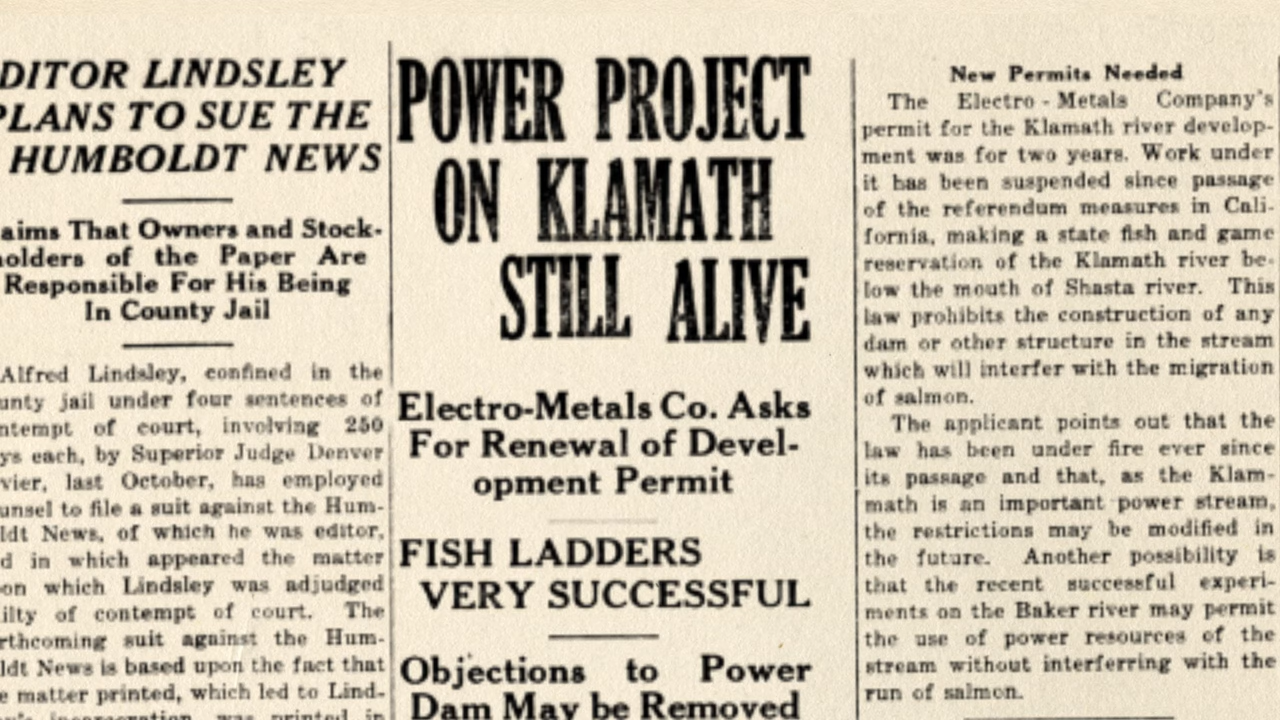 DITOR LINDSLEY
PLANS TO SUE THE
HUMBOLDT NEWS
aims That Owners and Stock-
holders of the Paper Are
Responsible For His Being
In County Jail
Alfred Lindsley, confined in the
unty jail under four sentences of
ntempt of court, involving 250
ys each, by Superior Judge Denver
vier, last October, has employed
unsel to file a suit against the Hum-
ldt News, of which he was editor,
d in which appeared the matter
on which Lindsley was adjudged
ilty of contempt of court. The
rthcoming suit against the Hum-
ldt News is based upon the fact that
e matter printed, which led to Lind-
incarceration, was printed in
POWER PROJECT
ON KLAMATH
STILL ALIVE
Electro-Metals Co. Asks
For Renewal of Devel-
opment Permit
FISH LADDERS
VERY SUCCESSFUL
Objections to Power
Dam May be Removed
New Permits Needed
The Electro-Metals Company's
permit for the Klamath river develop-
ment was for two years. Work under
it has been suspended since passage
of the referendum measures in Cali-
fornia, making a state fish and game
reservation of the Klamath river be-
low the mouth of Shasta river. This
law prohibits the construction of any
dam or other structure in the stream
which will interfer with the migration
of salmon.
The applicant points out that the
law has been under fire ever since
its passage and that, as the Klam-
math is an important power stream,
the restrictions may be modified in
the future. Another possibility is
that the recent successful experi-
ments on the Baker river may permit
the use of power resources of the
stream without interferring with the
run of salmon.